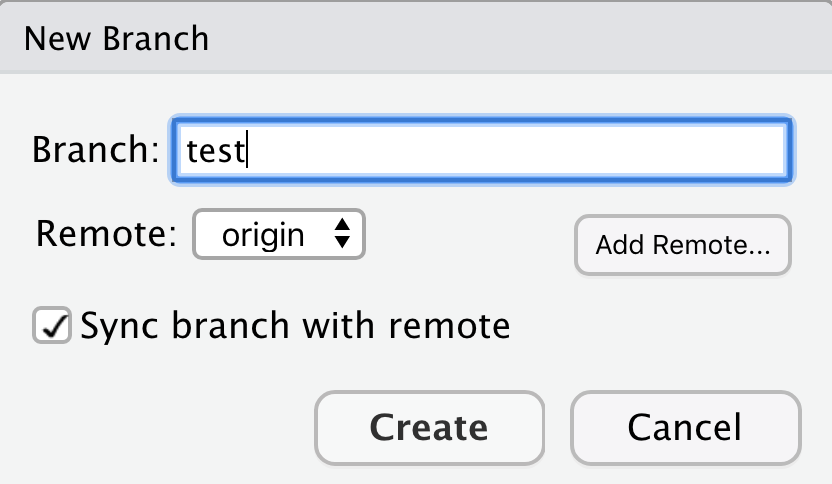 New Branch
Branch: test
Remote: origin Add Remote...
Sync branch with remote
Create Cancel